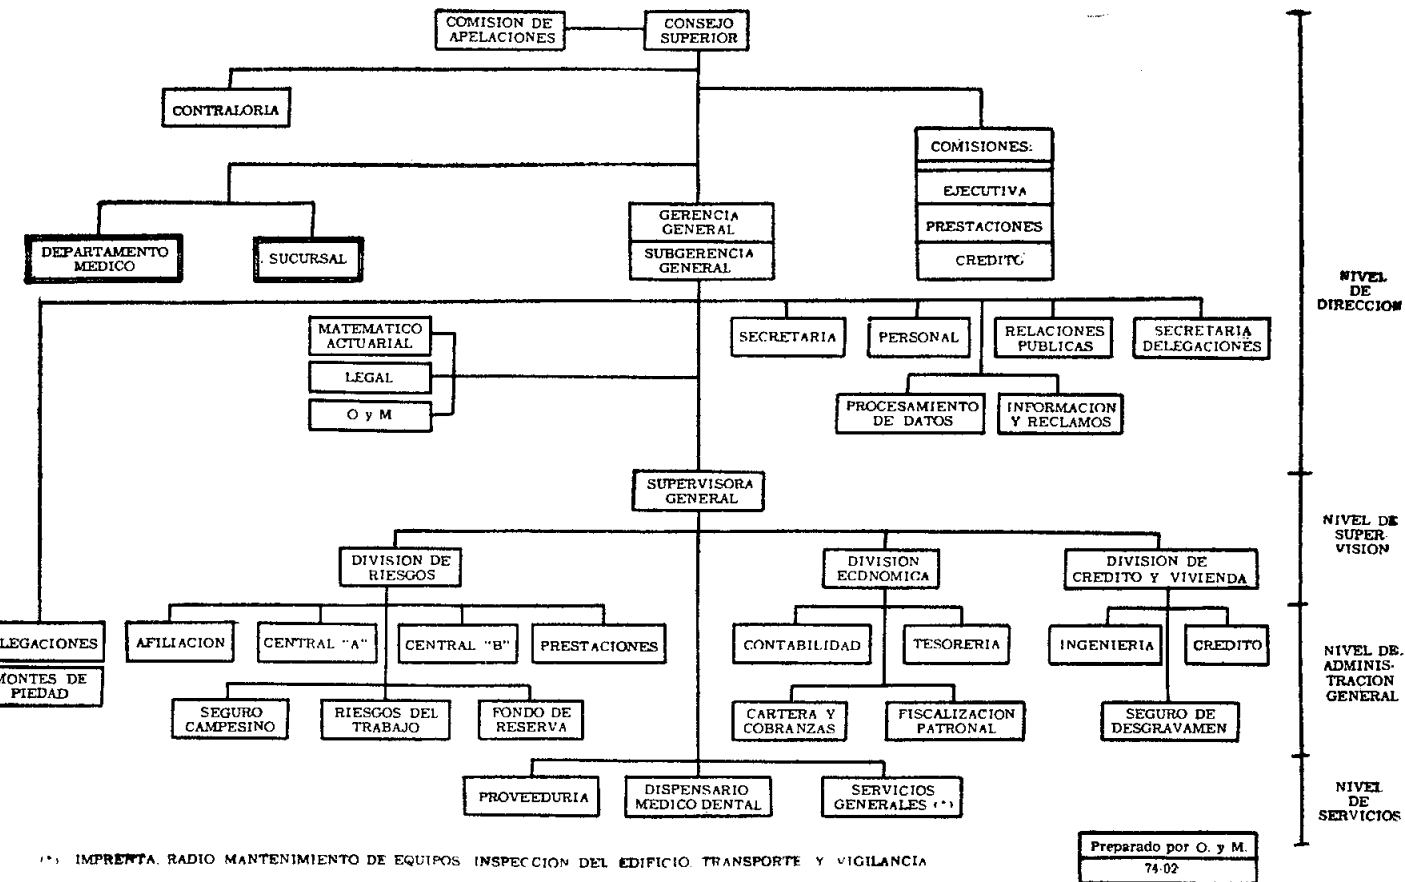 COMISION DE
APELACIONES
CONSEJO
SUPERIOR
CONTRALORIA
COMISIONES:
EJECUTIVA
PRESTACIONES
CREDITO
DEPARTAMENTO
MEDICO
SUCURSAL
GERENCIA
GENERAL
SUBGERENCIA
GENERAL
NIVEL
DE
DIRECCION
MATEMATICO
ACTUARIAL
LEGAL
O y M
SECRETARIA
PERSONAL
RELACIONES
PUBLICAS
SECRETARIA
DELEGACIONES
PROCESAMIENTO
DE DATOS
INFORMACION
Y RECLAMOS
SUPERVISORA
GENERAL
NIVEL DE
SUPER-
VISION
DIVISION DE
RIESGOS
DIVISION
ECONOMICA
DIVISION DE
CREDITO Y VIVIENDA
LEGACIONES
MONTES DE
PIEDAD
AFILIACION
CENTRAL "A"
CENTRAL "B"
PRESTACIONES
CONTABILIDAD
TESORERIA
INGENIERIA
CREDITO
NIVEL DE
ADMINIS-
TRACION
GENERAL
SEGURO
CAMPESINO
RIESGOS DEL
TRABAJO
FONDO DE
RESERVA
CARTERA Y
COBRANZAS
FISCALIZACION
PATRONAL
SEGURO DE
DESGRAVAMEN
PROVEEDURIA
DISPENSARIO
MEDICO DENTAL
SERVICIOS
GENERALES (*)
NIVEL
DE
SERVICIOS
(*) IMPRENTA. RADIO MANTENIMIENTO DE EQUIPOS INSPECCION DEL EDIFICIO TRANSPORTE Y VIGILANCIA
Preparado por O. y M.
74-02